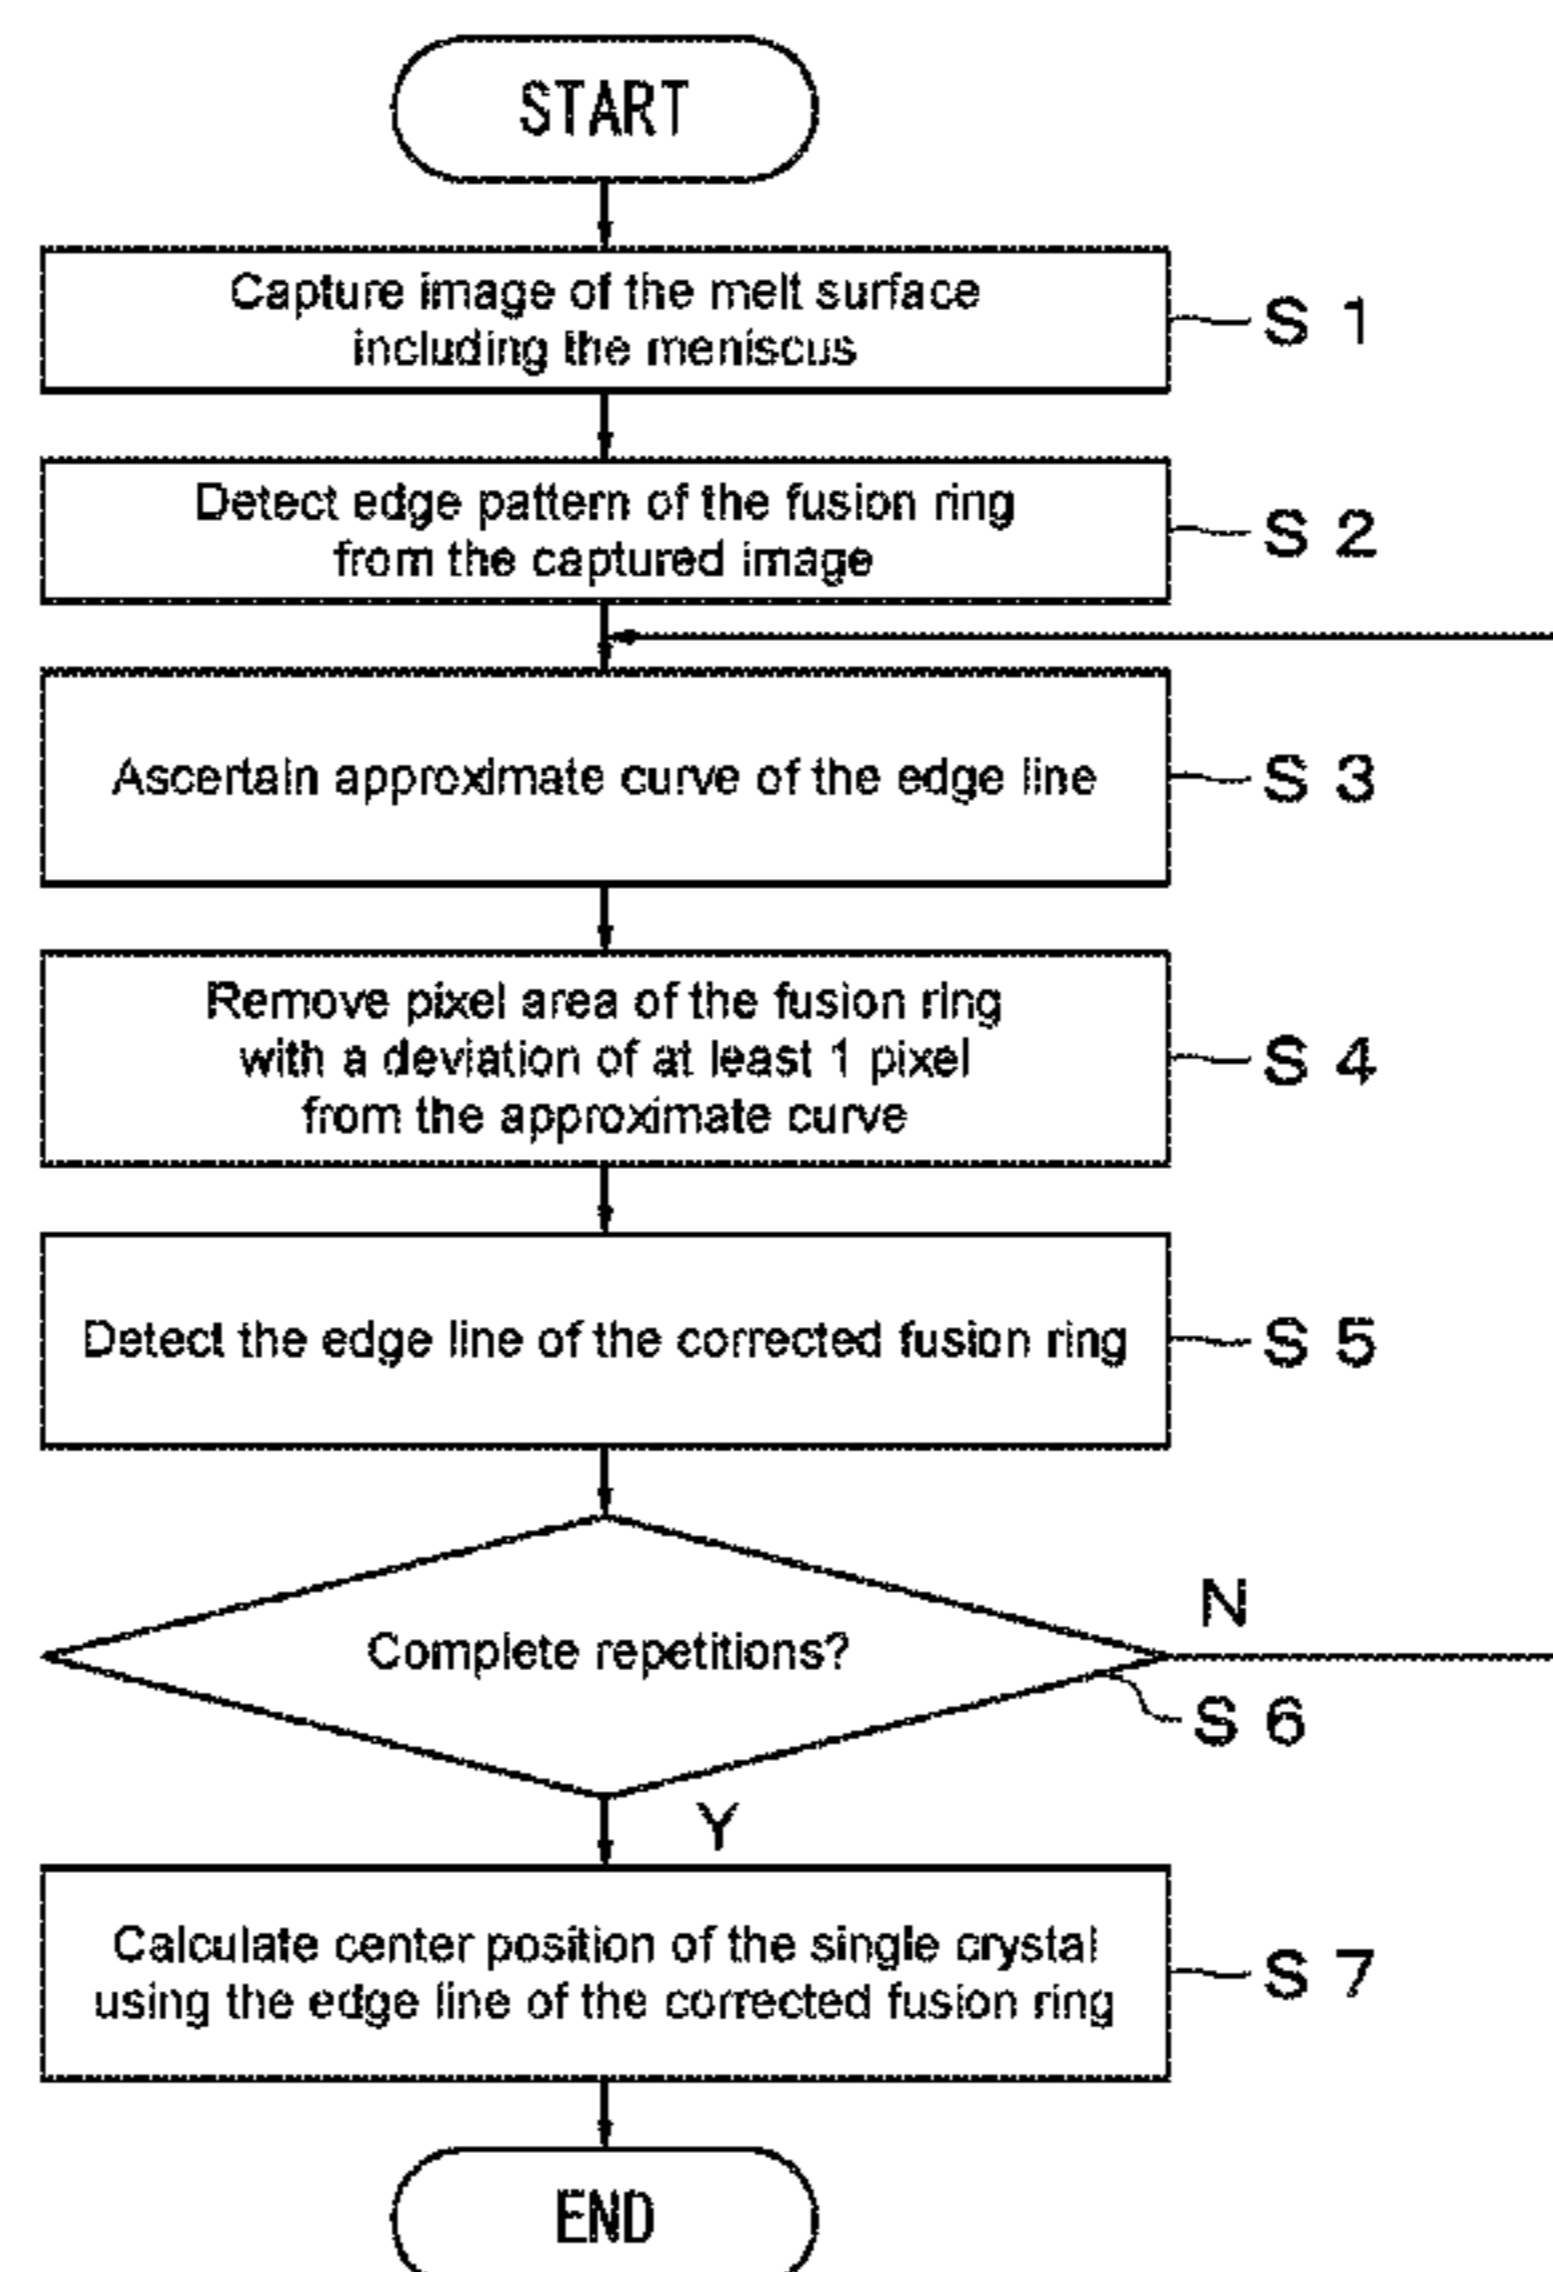 START
Capture image of the melt surface
including the meniscus
S 1
Detect edge pattern of the fusion ring
from the captured image
S 2
Ascertain approximate curve of the edge line
S 3
Remove pixel area of the fusion ring
with a deviation of at least 1 pixel
from the approximate curve
S 4
Detect the edge line of the corrected fusion ring
S 5
Complete repetitions?
N
S 6
Y
Calculate center position of the single crystal
using the edge line of the corrected fusion ring
S 7
END